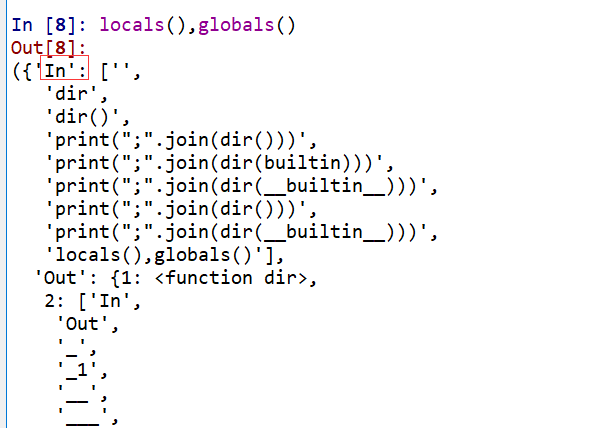 In [8]: locals(),globals()
Out[8]:
({'In': ['',
'dir',
'dir()',
'print(";".join(dir()))',
'print(";".join(dir(builtin)))',
'print(";".join(dir(__builtin__)))',
'print(";".join(dir()))',
'print(";".join(dir(__builtin__)))',
'locals(),globals()'],
'Out': {1: <function dir>,
2: ['In',
'Out',
'_',
'_1',
'__',
'___',